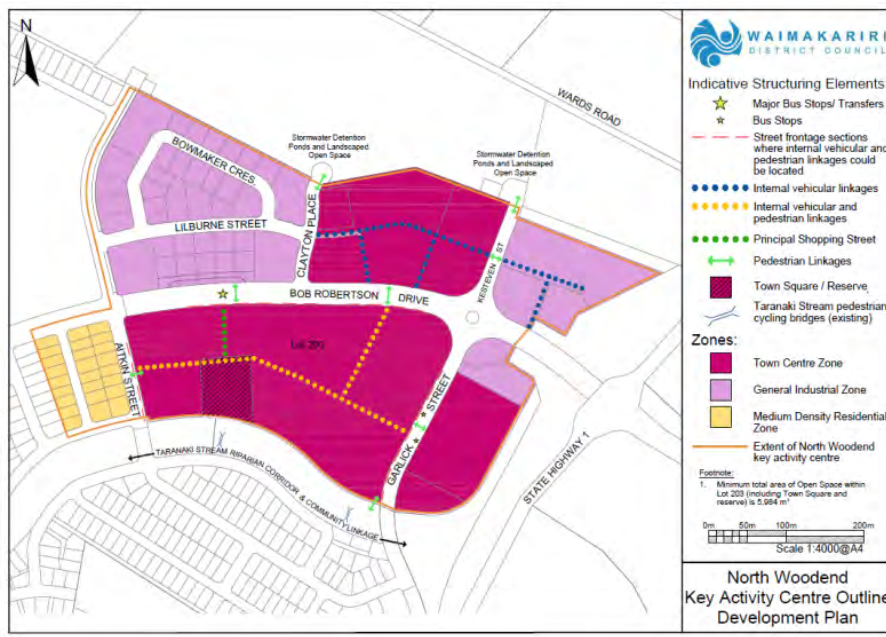 N
WARDS ROAD
Stormwater Detention
Ponds and Landscaped
Open Space
Stormwater Detention
Ponds and Landscaped
Open Space
BOWMAKER CRES.
LILBURNE STREET
CLAYTON PLACE
KESTEVEN ST
BOB ROBERTSON DRIVE
AITKIN STREET
GARLICK STREET
STATE HIGHWAY 1
TARANAKI STREAM RIPARIAN CORRIDOR & COMMUNITY LINKAGE
WAIMAKARIRI
DISTRICT COUNCIL
Indicative Structuring Elements
Major Bus Stops/ Transfers
Bus Stops
Street frontage sections
where internal vehicular and
pedestrian linkages could
be located
Internal vehicular linkages
Internal vehicular and
pedestrian linkages
Principal Shopping Street
Pedestrian Linkages
Town Square / Reserve
Taranaki Stream pedestrian
cycling bridges (existing)
Zones:
Town Centre Zone
General Industrial Zone
Medium Density Residential
Zone
Extent of North Woodend
key activity centre
Footnote:
1. Minimum total area of Open Space within
Lot 203 (including Town Square and
reserve) is 5,984 m²
0m 50m 100m 200m
Scale 1:4000@A4
North Woodend
Key Activity Centre Outline
Development Plan